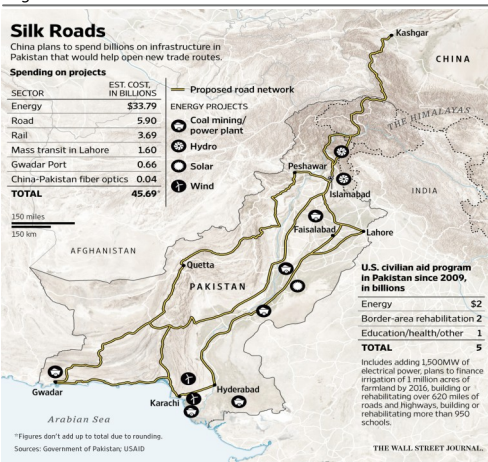 Silk Roads
China plans to spend billions on infrastructure in
Pakistan that would help open new trade routes.
Spending on projects
SECTOR EST. COST, IN BILLIONS
Energy $33.79
Road 5.90
Rail 3.69
Mass transit in Lahore 1.60
Gwadar Port 0.66
China-Pakistan fiber optics 0.04
TOTAL 45.69*
150 miles
150 km
Proposed road network
ENERGY PROJECTS
Coal mining/
power plant
Hydro
Solar
Wind
Kashgar
CHINA
THE HIMALAYAS
Peshawar
Islamabad
INDIA
Faisalabad
Lahore
AFGHANISTAN
Quetta
PAKISTAN
Gwadar
Karachi
Hyderabad
Arabian Sea
U.S. civilian aid program
in Pakistan since 2009,
in billions
Energy $2
Border-area rehabilitation 2
Education/health/other 1
TOTAL 5
Includes adding 1,500MW of
electrical power, plans to finance
irrigation of 1 million acres of
farmland by 2016, building or
rehabilitating over 620 miles of
roads and highways, building or
rehabilitating more than 950
schools.
*Figures don't add up to total due to rounding.
Sources: Government of Pakistan; USAID
THE WALL STREET JOURNAL.